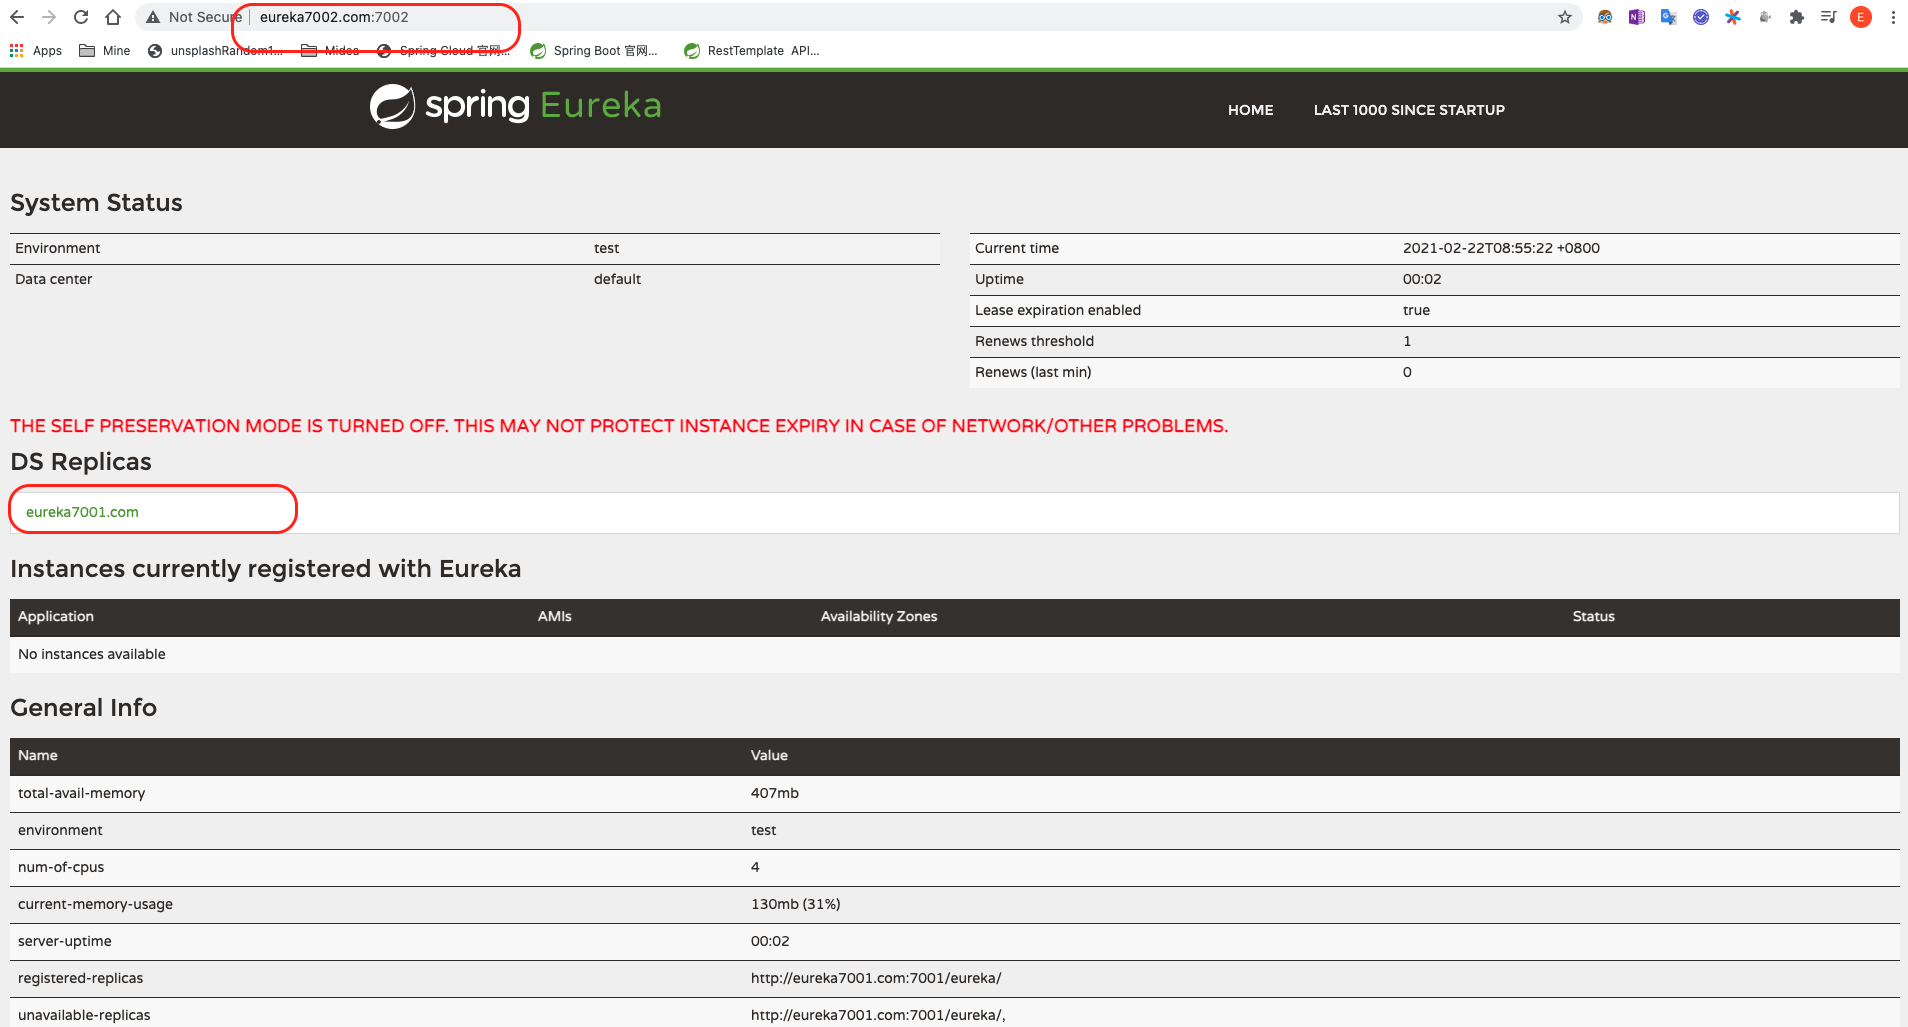 Not Secure | eureka7002.com:7002
Apps Mine unsplashRandom1... Midea Spring Cloud 官网... Spring Boot 官网... RestTemplate API...
E
spring Eureka HOME LAST 1000 SINCE STARTUP
System Status
Environment test
Data center default
Current time 2021-02-22T08:55:22 +0800
Uptime 00:02
Lease expiration enabled true
Renews threshold 1
Renews (last min) 0
THE SELF PRESERVATION MODE IS TURNED OFF. THIS MAY NOT PROTECT INSTANCE EXPIRY IN CASE OF NETWORK/OTHER PROBLEMS.
DS Replicas
eureka7001.com
Instances currently registered with Eureka
Application AMIs Availability Zones Status
No instances available
General Info
Name Value
total-avail-memory 407mb
environment test
num-of-cpus 4
current-memory-usage 130mb (31%)
server-uptime 00:02
registered-replicas http://eureka7001.com:7001/eureka/
unavailable-replicas http://eureka7001.com:7001/eureka/,